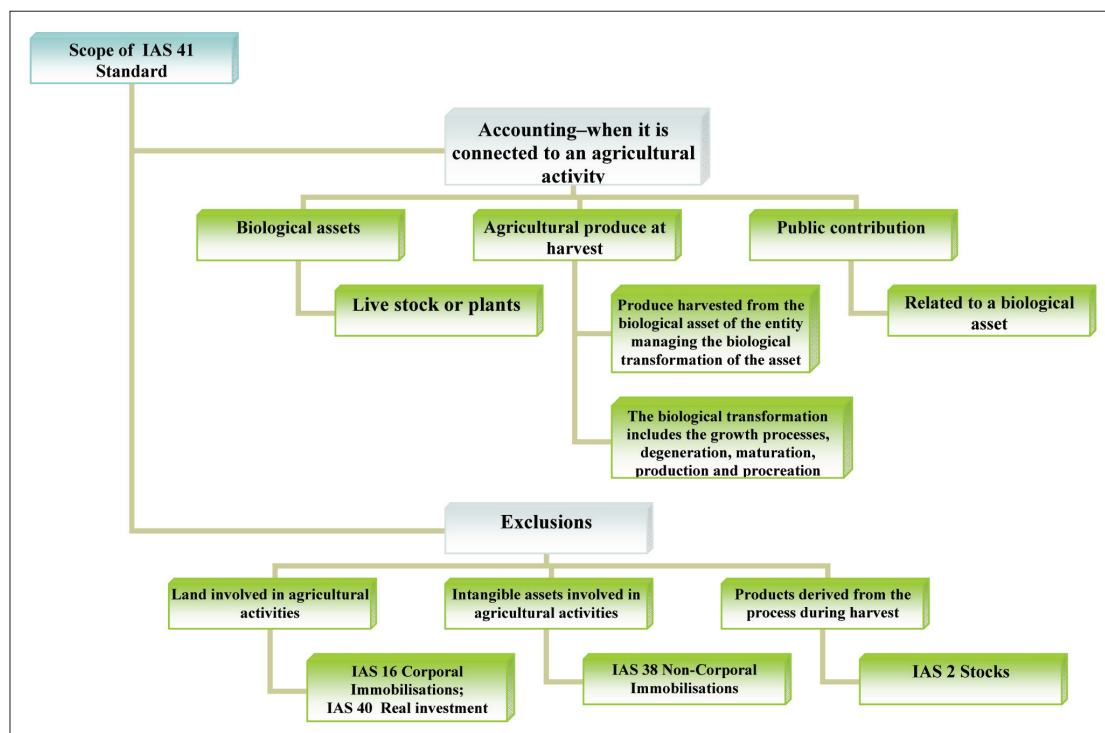 Scope of IAS 41
Standard
Accounting–when it is
connected to an agricultural
activity
Biological assets
Live stock or plants
Agricultural produce at
harvest
Produce harvested from the
biological asset of the entity
managing the biological
transformation of the asset
The biological transformation
includes the growth processes,
degeneration, maturation,
production and procreation
Public contribution
Related to a biological
asset
Exclusions
Land involved in agricultural
activities
IAS 16 Corporal
Immobilisations;
IAS 40 Real investment
Intangible assets involved in
agricultural activities
IAS 38 Non-Corporal
Immobilisations
Products derived from the
process during harvest
IAS 2 Stocks